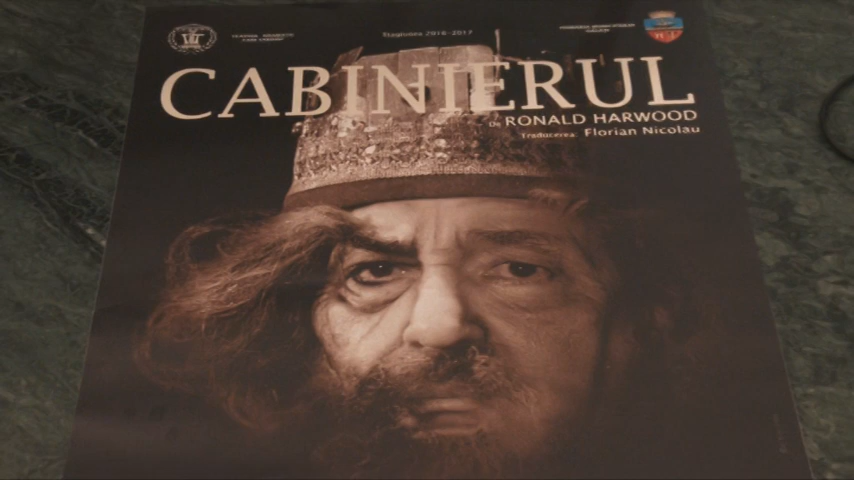 Stagiunea 2016-2017
CABINIERUL
De RONALD HARWOOD
Traducerea: Florian Nicolau